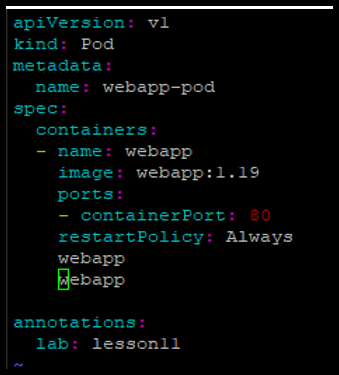 apiVersion: v1
kind: Pod
metadata:
  name: webapp-pod
spec:
  containers:
  - name: webapp
    image: webapp:1.19
    ports:
    - containerPort: 80
    restartPolicy: Always
    webapp
    webapp

annotations:
  lab: lesson11
~